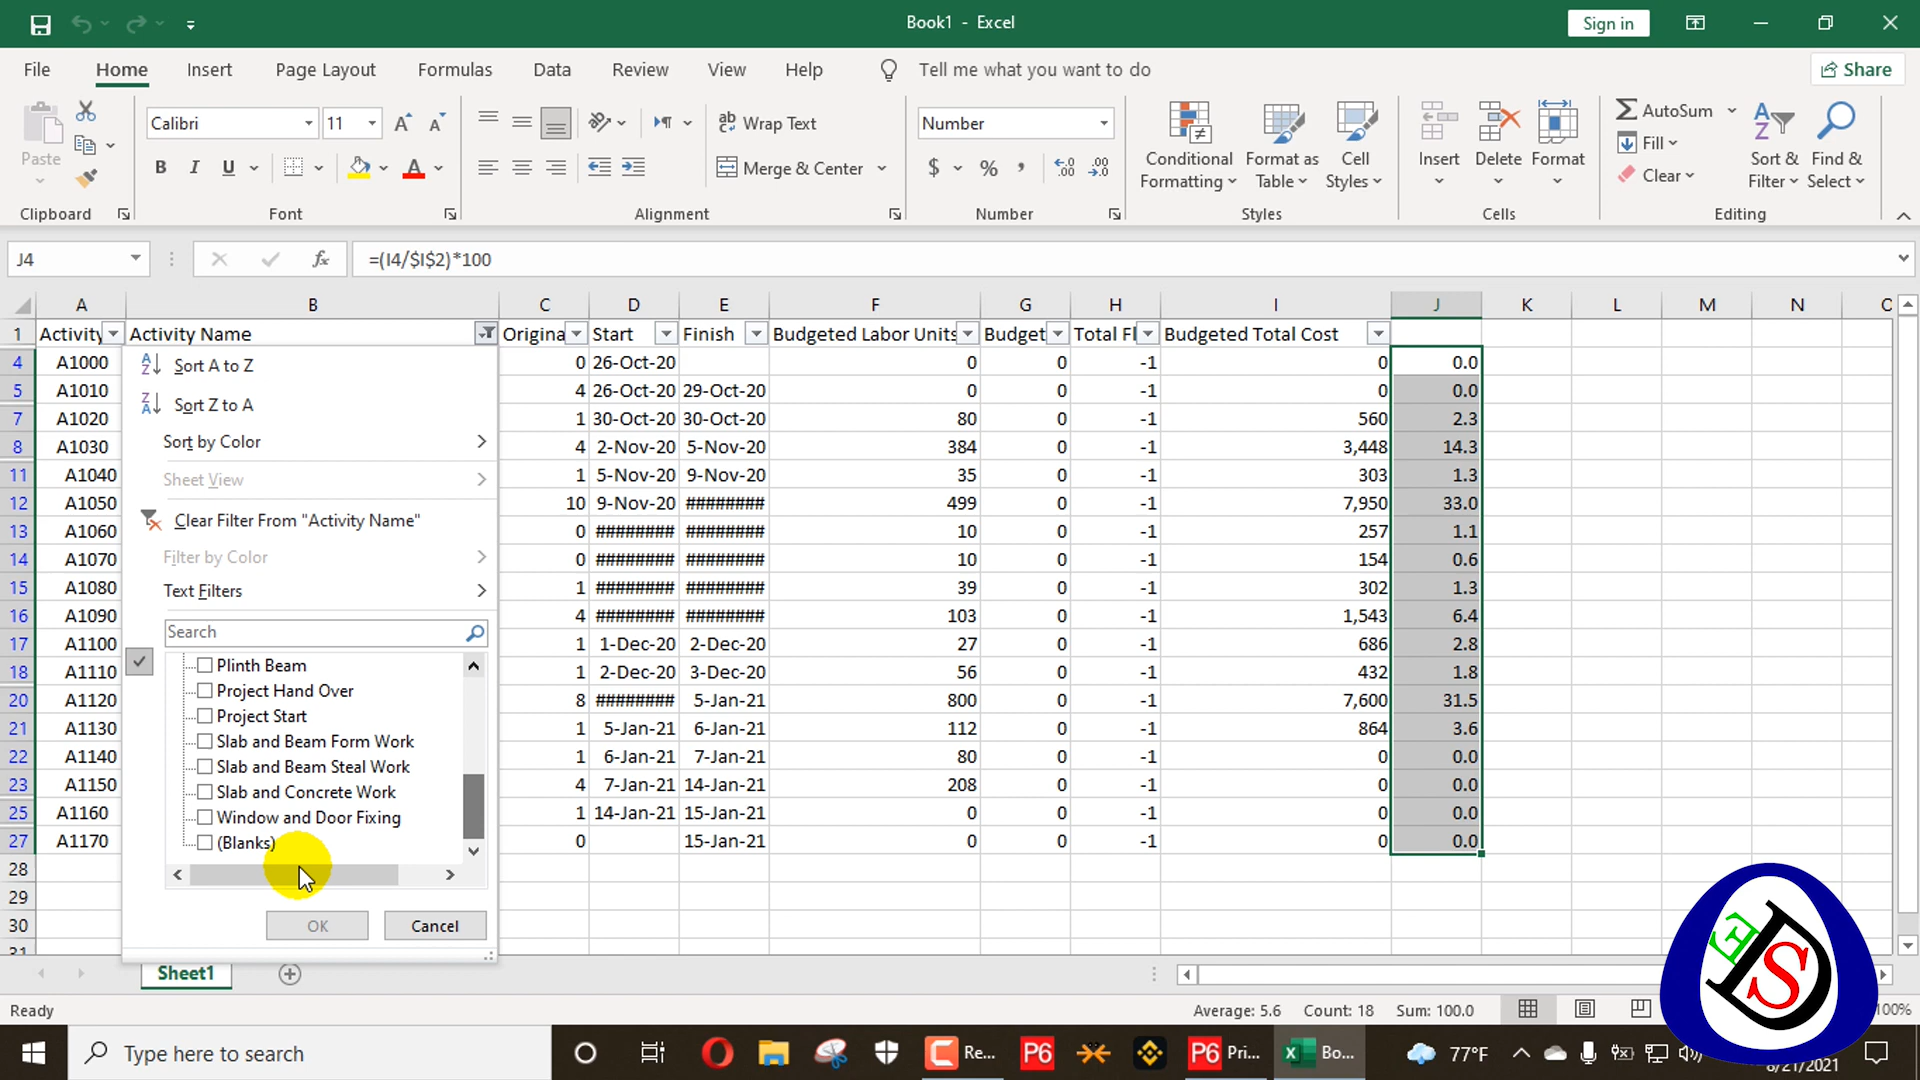 Book1 - Excel
Sign in
File Home Insert Page Layout Formulas Data Review View Help Tell me what you want to do Share
Paste Calibri 11 Wrap Text Number Conditional Formatting Format as Table Cell Styles Insert Delete Format AutoSum Fill Clear Sort & Filter Find & Select
B I U Merge & Center $ % ,
Clipboard Font Alignment Number Styles Cells Editing
J4 fx =(I4/$I$2)*100
A B C D E F G H I J K L M N O
1 Activity Activity Name Origina Start Finish Budgeted Labor Units Budget Total Fl Budgeted Total Cost
4 A1000 0 26-Oct-20 0 0 -1 0 0.0
5 A1010 4 26-Oct-20 29-Oct-20 0 0 -1 0 0.0
7 A1020 1 30-Oct-20 30-Oct-20 80 0 -1 560 2.3
8 A1030 4 2-Nov-20 5-Nov-20 384 0 -1 3,448 14.3
11 A1040 1 5-Nov-20 9-Nov-20 35 0 -1 303 1.3
12 A1050 10 9-Nov-20 ######## 499 0 -1 7,950 33.0
13 A1060 0 ######## ######## 10 0 -1 257 1.1
14 A1070 0 ######## ######## 10 0 -1 154 0.6
15 A1080 1 ######## ######## 39 0 -1 302 1.3
16 A1090 4 ######## ######## 103 0 -1 1,543 6.4
17 A1100 1 1-Dec-20 2-Dec-20 27 0 -1 686 2.8
18 A1110 1 2-Dec-20 3-Dec-20 56 0 -1 432 1.8
20 A1120 8 ######## 5-Jan-21 800 0 -1 7,600 31.5
21 A1130 1 5-Jan-21 6-Jan-21 112 0 -1 864 3.6
22 A1140 1 6-Jan-21 7-Jan-21 80 0 -1 0 0.0
23 A1150 4 7-Jan-21 14-Jan-21 208 0 -1 0 0.0
25 A1160 1 14-Jan-21 15-Jan-21 0 0 -1 0 0.0
27 A1170 0 15-Jan-21 0 0 -1 0 0.0
28
29
30
31
Sort A to Z
Sort Z to A
Sort by Color
Sheet View
Clear Filter From "Activity Name"
Filter by Color
Text Filters
Search
Plinth Beam
Project Hand Over
Project Start
Slab and Beam Form Work
Slab and Beam Steal Work
Slab and Concrete Work
Window and Door Fixing
(Blanks)
OK Cancel
Sheet1
Ready Average: 5.6 Count: 18 Sum: 100.0 100%
Type here to search Re... P6 P6 Pri... Bo... 77°F
8/21/2021
E D S